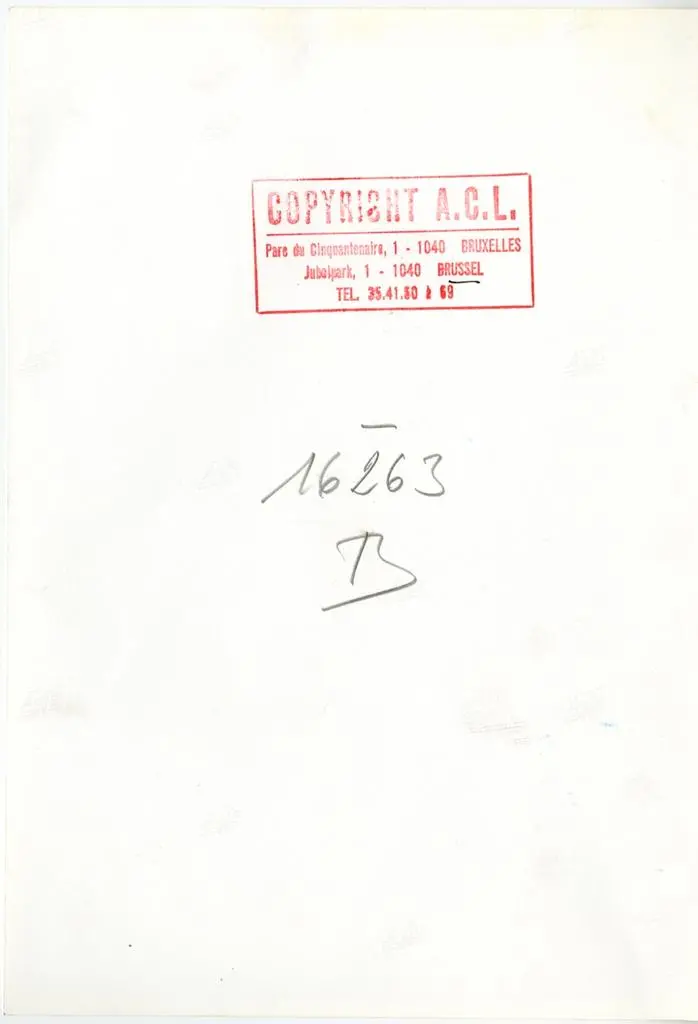 COPYRIGHT A.C.L.
Parc du Cinquantenaire, 1 - 1040 BRUXELLES
Jubelpark, 1 - 1040 BRUSSEL
TEL. 35.41.60 à 69
16263
B